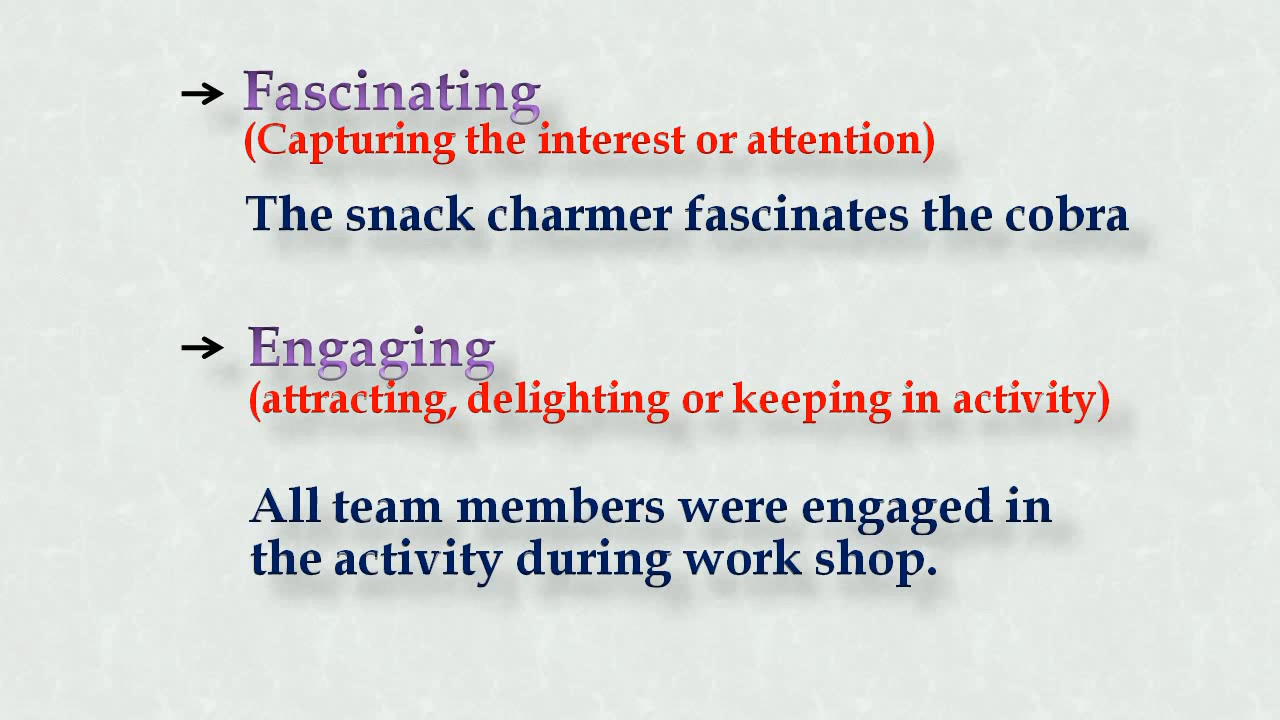 → Fascinating
(Capturing the interest or attention)
The snack charmer fascinates the cobra
→ Engaging
(attracting, delighting or keeping in activity)
All team members were engaged in
the activity during work shop.